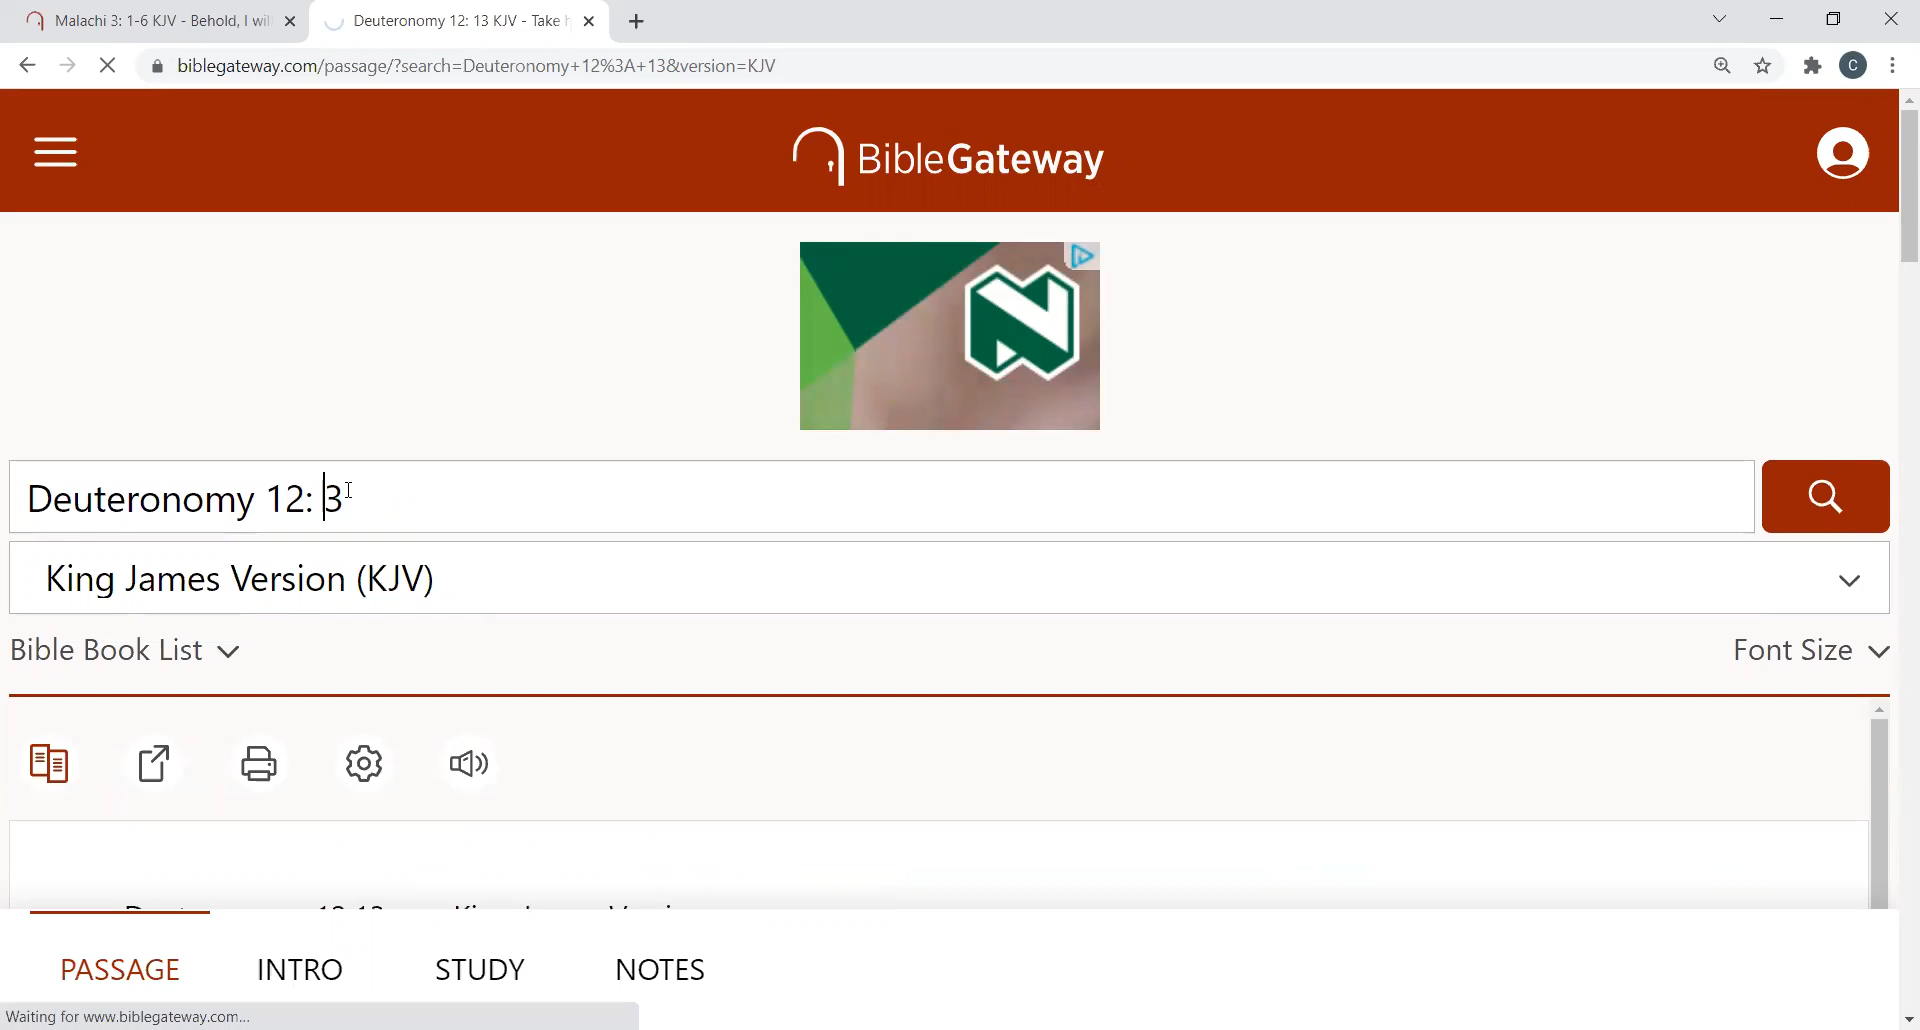 Malachi 3: 1-6 KJV - Behold, I wil
Deuteronomy 12: 13 KJV - Take h
biblegateway.com/passage/?search=Deuteronomy+12%3A+13&version=KJV
C
BibleGateway
N
Deuteronomy 12: 3
King James Version (KJV)
Bible Book List
Font Size
PASSAGE INTRO STUDY NOTES
Waiting for www.biblegateway.com...